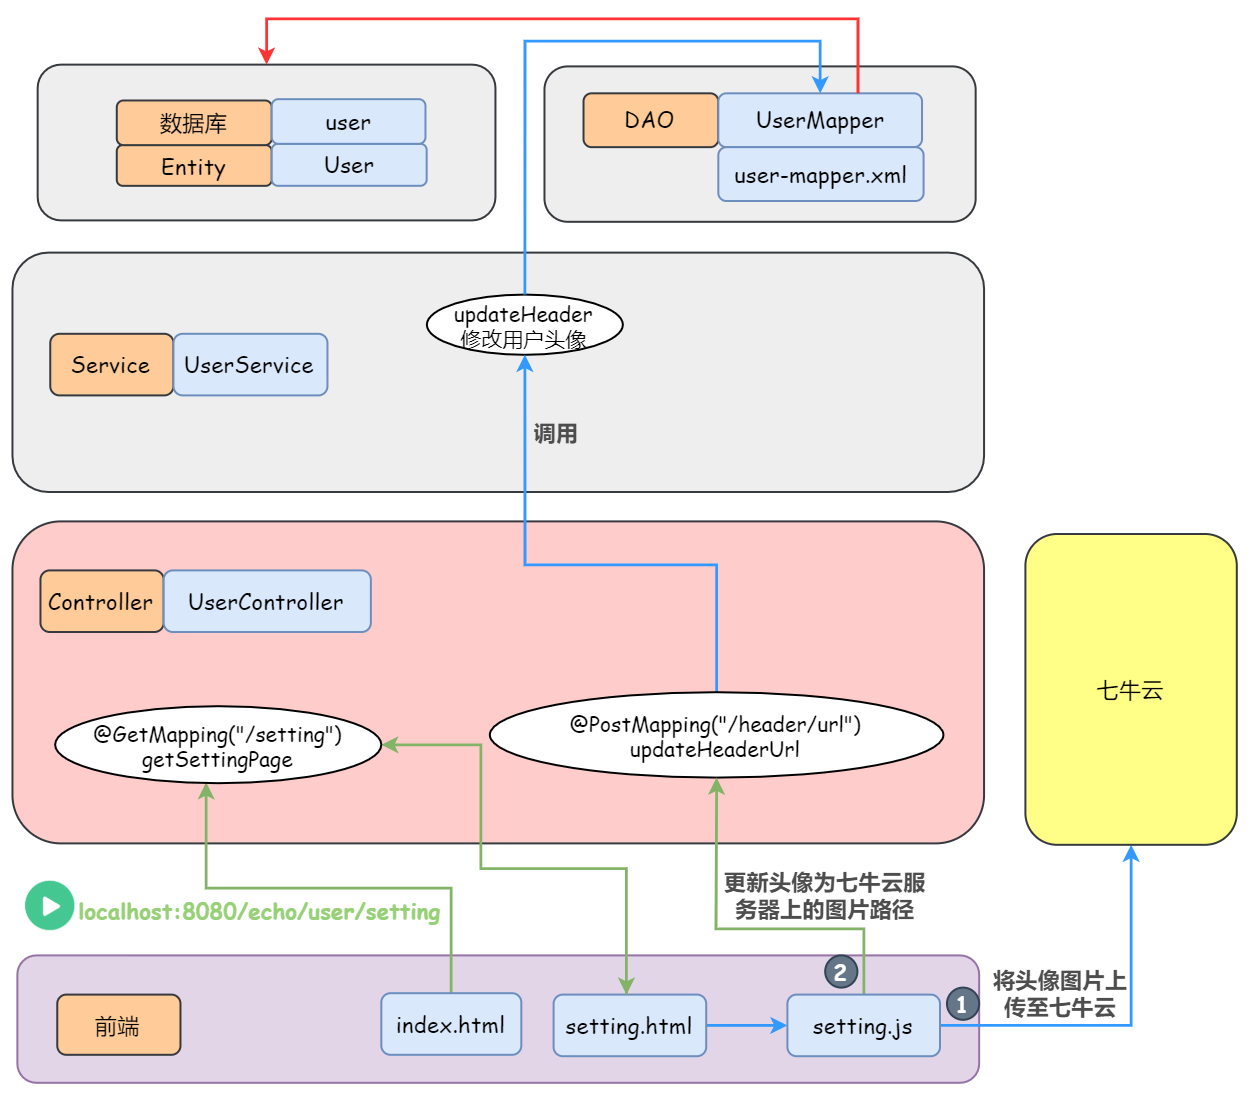 数据库
user
Entity
User
DAO
UserMapper
user-mapper.xml
updateHeader
修改用户头像
Service
UserService
调用
Controller
UserController
@GetMapping("/setting")
getSettingPage
@PostMapping("/header/url")
updateHeaderUrl
七牛云
localhost:8080/echo/user/setting
更新头像为七牛云服
务器上的图片路径
2
1
将头像图片上
传至七牛云
前端
index.html
setting.html
setting.js